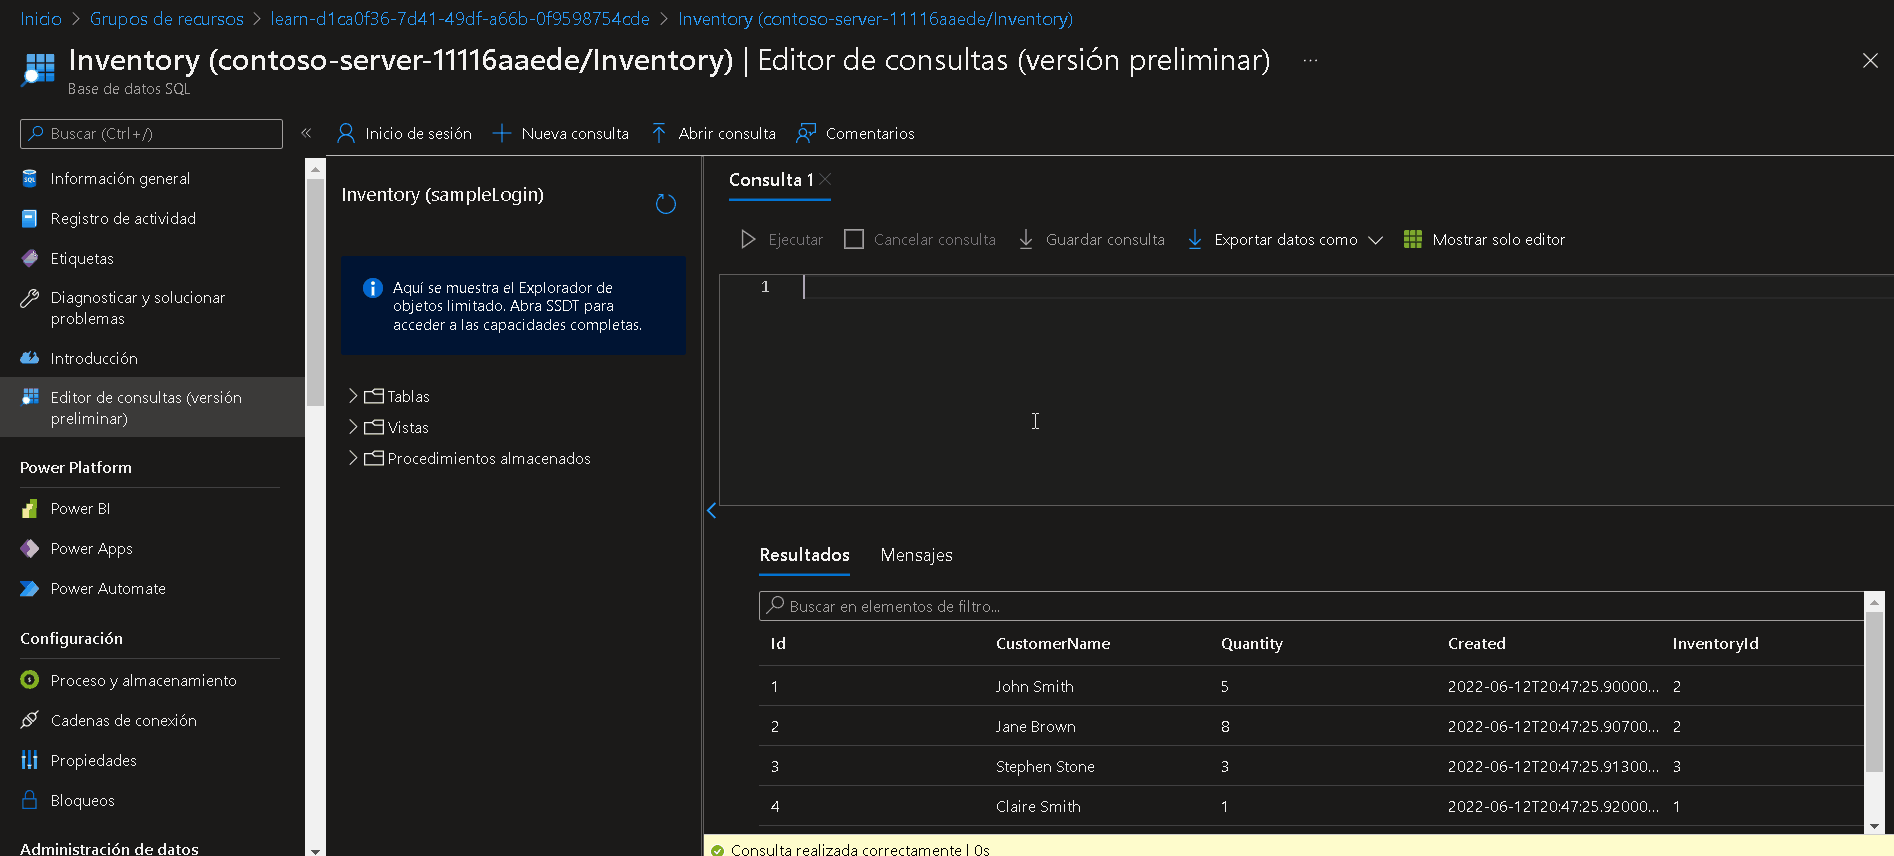 Inicio > Grupos de recursos > learn-d1ca0f36-7d41-49df-a66b-0f9598754cde > Inventory (contoso-server-11116aaede/Inventory)
Inventory (contoso-server-11116aaede/Inventory) | Editor de consultas (versión preliminar) ...
Base de datos SQL
Buscar (Ctrl+/)
«
Inicio de sesión
Nueva consulta
Abrir consulta
Comentarios
Información general
Registro de actividad
Etiquetas
Diagnosticar y solucionar
problemas
Introducción
Editor de consultas (versión
preliminar)
Power Platform
Power BI
Power Apps
Power Automate
Configuración
Proceso y almacenamiento
Cadenas de conexión
Propiedades
Bloqueos
Administración de datos
Inventory (sampleLogin)
Aquí se muestra el Explorador de
objetos limitado. Abra SSDT para
acceder a las capacidades completas.
Tablas
Vistas
Procedimientos almacenados
Consulta 1
Ejecutar
Cancelar consulta
Guardar consulta
Exportar datos como
Mostrar solo editor
1
Resultados
Mensajes
Buscar en elementos de filtro...
Id CustomerName Quantity Created InventoryId
1 John Smith 5 2022-06-12T20:47:25.90000... 2
2 Jane Brown 8 2022-06-12T20:47:25.90700... 2
3 Stephen Stone 3 2022-06-12T20:47:25.91300... 3
4 Claire Smith 1 2022-06-12T20:47:25.92000... 1
Consulta realizada correctamente | 0s